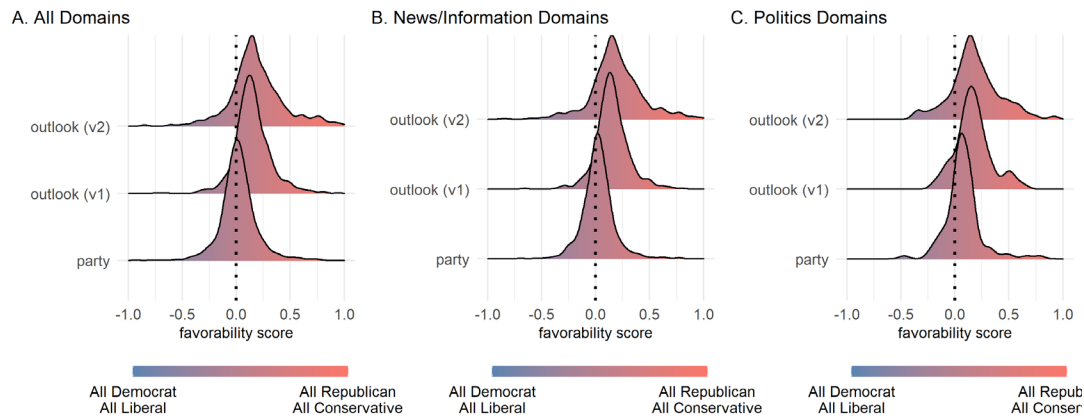 A. All Domains
outlook (v2)
outlook (v1)
party
-1.0 -0.5 0.0 0.5 1.0
favorability score
All Democrat All Republican
All Liberal All Conservative
B. News/Information Domains
outlook (v2)
outlook (v1)
party
-1.0 -0.5 0.0 0.5 1.0
favorability score
All Democrat All Republican
All Liberal All Conservative
C. Politics Domains
outlook (v2)
outlook (v1)
party
-1.0 -0.5 0.0 0.5 1.0
favorability score
All Democrat All Repub
All Liberal All Conser